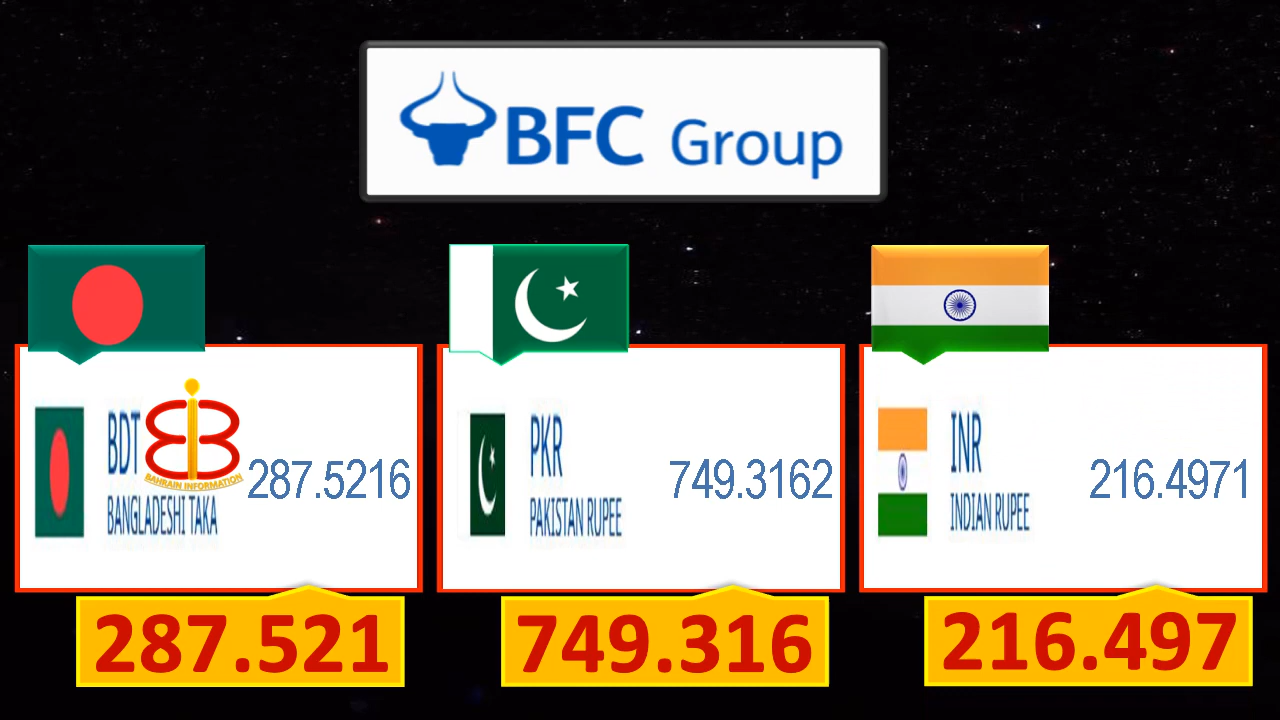 BFC Group
BDT
BAHRAIN INFORMATION
287.5216
BANGLADESHI TAKA
PKR
749.3162
PAKISTAN RUPEE
INR
216.4971
INDIAN RUPEE
287.521
749.316
216.497